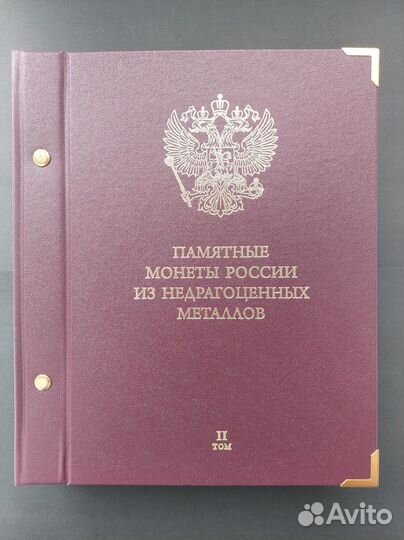 ПАМЯТНЫЕ
МОНЕТЫ РОССИИ
ИЗ НЕДРАГОЦЕННЫХ
МЕТАЛЛОВ
II
ТОМ
Avito